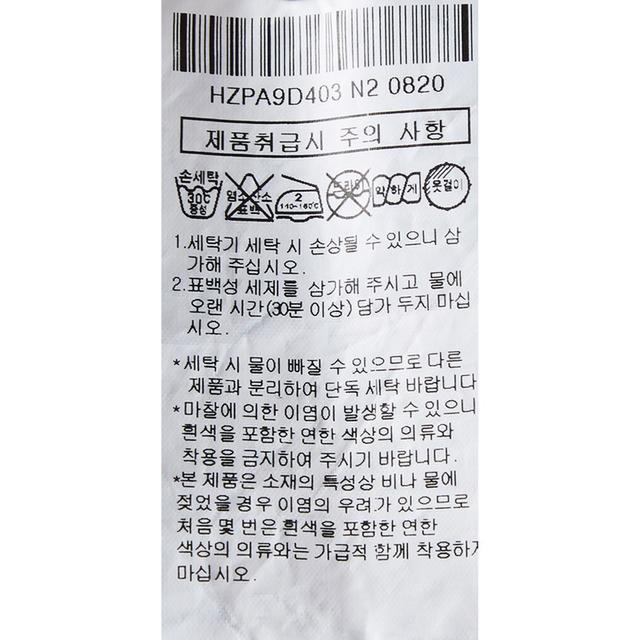 HZPA9D403 N2 0820
제품취급시 주의 사항
손세탁 30℃ 중성 염소산소 표백 2 140~160℃ 드라이 약하게 옷걸이
1.세탁기 세탁 시 손상될 수 있으니 삼
가해 주십시오.
2.표백성 세제를 삼가해 주시고 물에
오랜 시간(30분 이상) 담가 두지 마십
시오.
*세탁 시 물이 빠질 수 있으므로 다른
제품과 분리하여 단독 세탁 바랍니다
*마찰에 의한 이염이 발생할 수 있으니
흰색을 포함한 연한 색상의 의류와
착용을 금지하여 주시기 바랍니다.
*본 제품은 소재의 특성상 비나 물에
젖었을 경우 이염의 우려가 있으므로
처음 몇 번은 흰색을 포함한 연한
색상의 의류와는 가급적 함께 착용하지
마십시오.